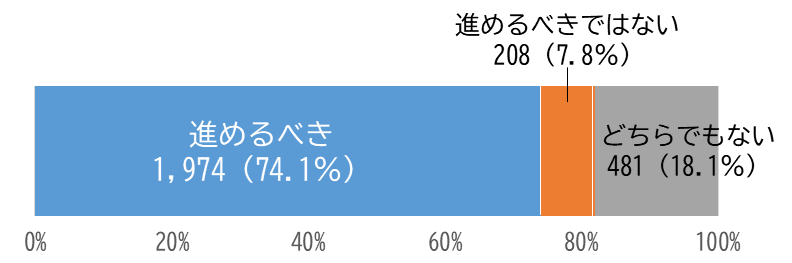 進めるべきではない
208（7.8％）
進めるべき
1,974（74.1％）
どちらでもない
481（18.1％）
0% 20% 40% 60% 80% 100%